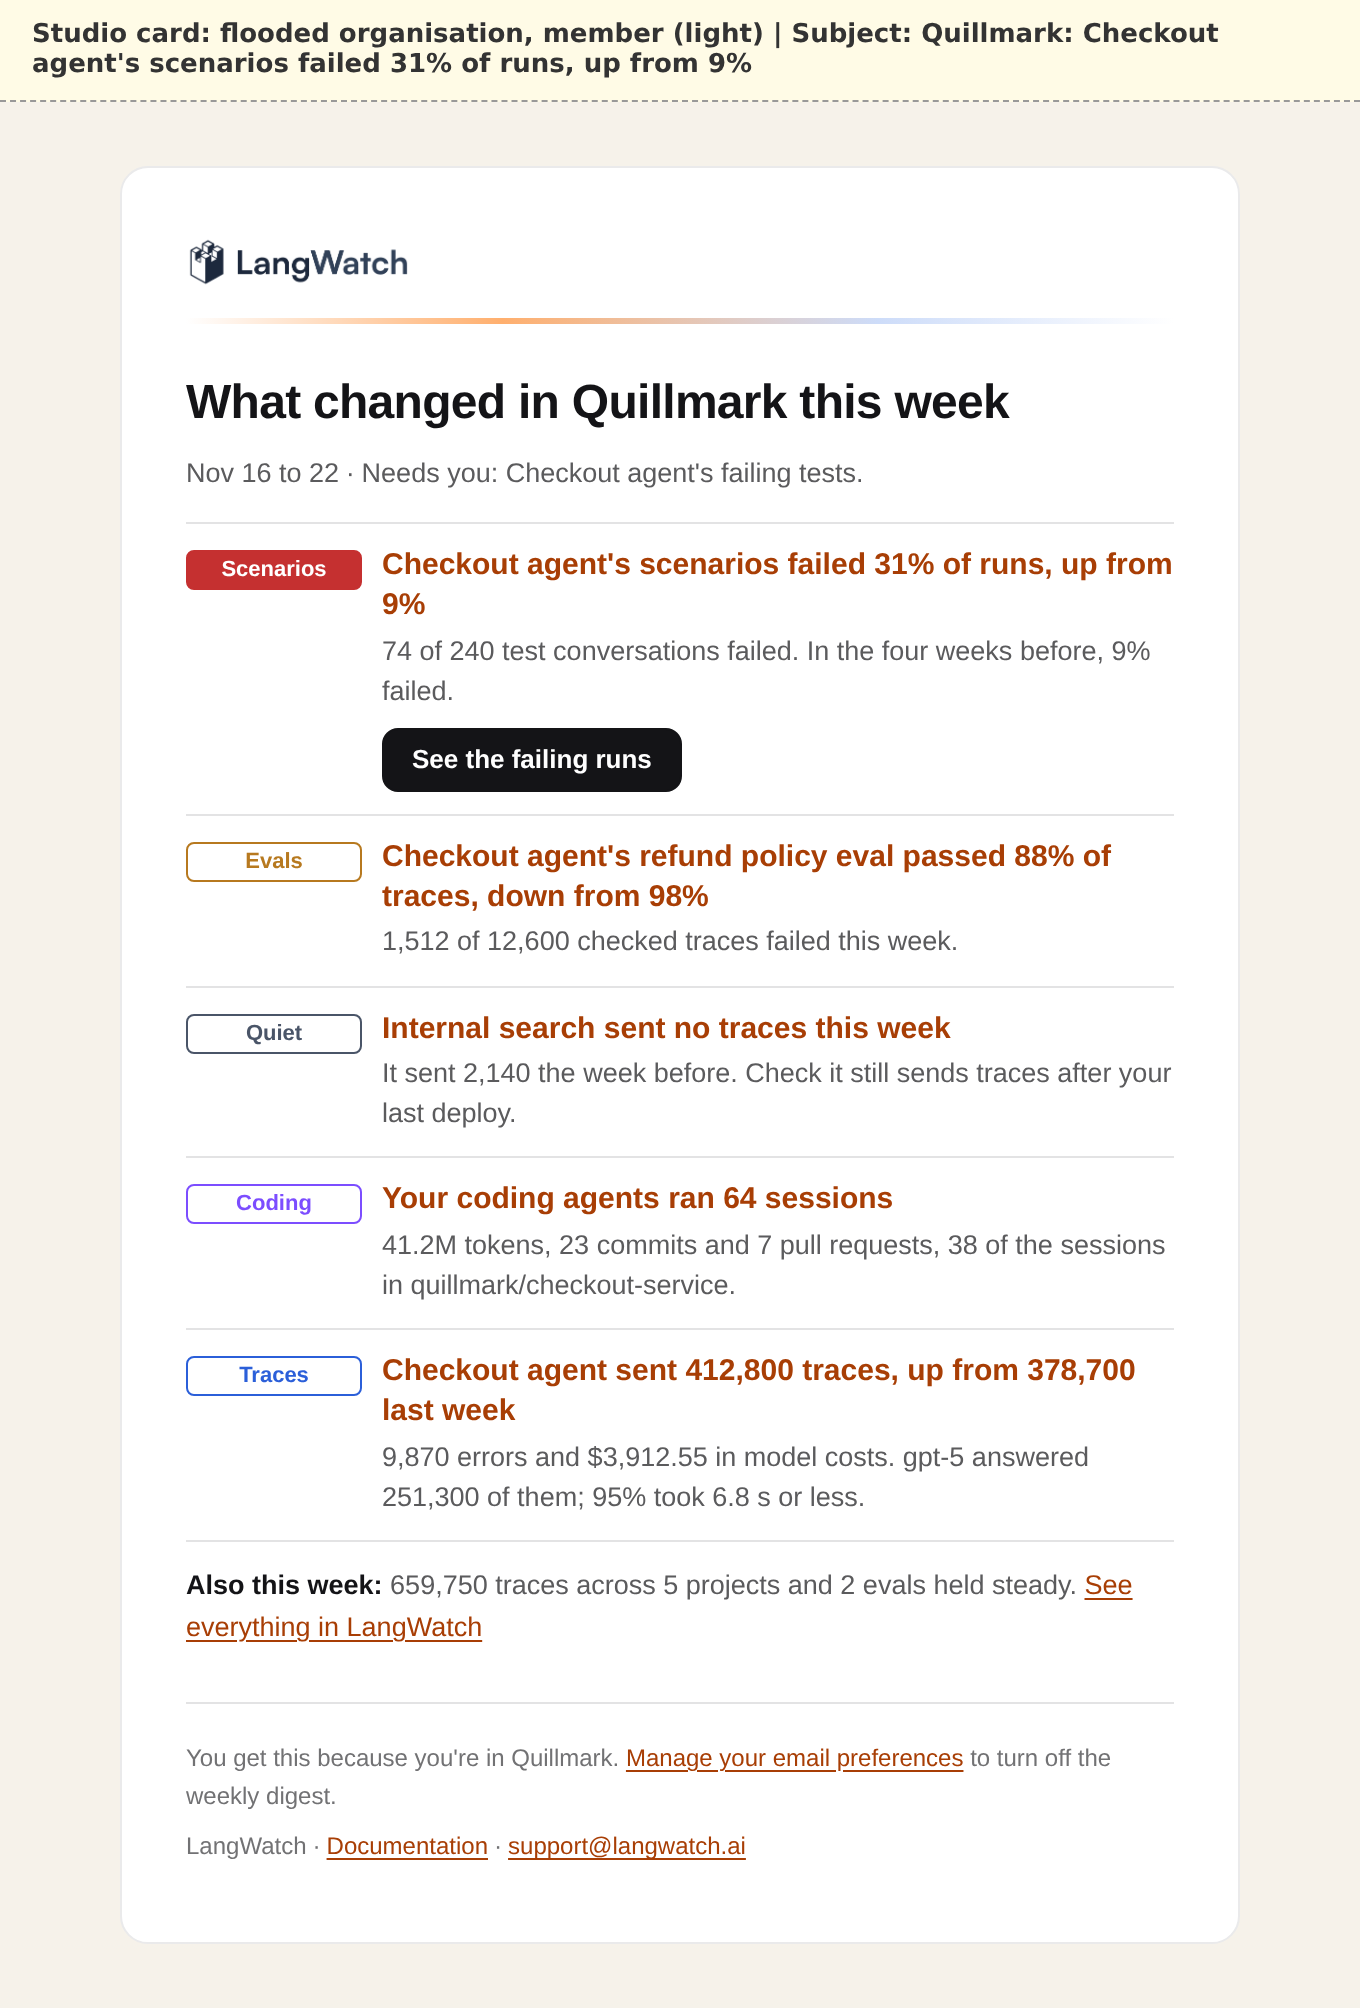 Studio card: flooded organisation, member (light) | Subject: Quillmark: Checkout
agent's scenarios failed 31% of runs, up from 9%
LangWatch
What changed in Quillmark this week
Nov 16 to 22 · Needs you: Checkout agent's failing tests.
Scenarios
Checkout agent's scenarios failed 31% of runs, up from
9%
74 of 240 test conversations failed. In the four weeks before, 9%
failed.
See the failing runs
Evals
Checkout agent's refund policy eval passed 88% of
traces, down from 98%
1,512 of 12,600 checked traces failed this week.
Quiet
Internal search sent no traces this week
It sent 2,140 the week before. Check it still sends traces after your
last deploy.
Coding
Your coding agents ran 64 sessions
41.2M tokens, 23 commits and 7 pull requests, 38 of the sessions
in quillmark/checkout-service.
Traces
Checkout agent sent 412,800 traces, up from 378,700
last week
9,870 errors and $3,912.55 in model costs. gpt-5 answered
251,300 of them; 95% took 6.8 s or less.
Also this week: 659,750 traces across 5 projects and 2 evals held steady. See
everything in LangWatch
You get this because you're in Quillmark. Manage your email preferences to turn off the
weekly digest.
LangWatch · Documentation · support@langwatch.ai